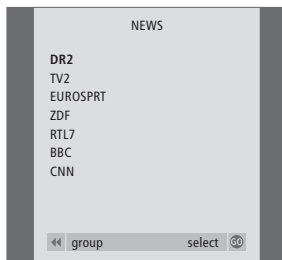 NEWS
DR2
TV2
EUROSPRT
ZDF
RTL7
BBC
CNN
group select GO